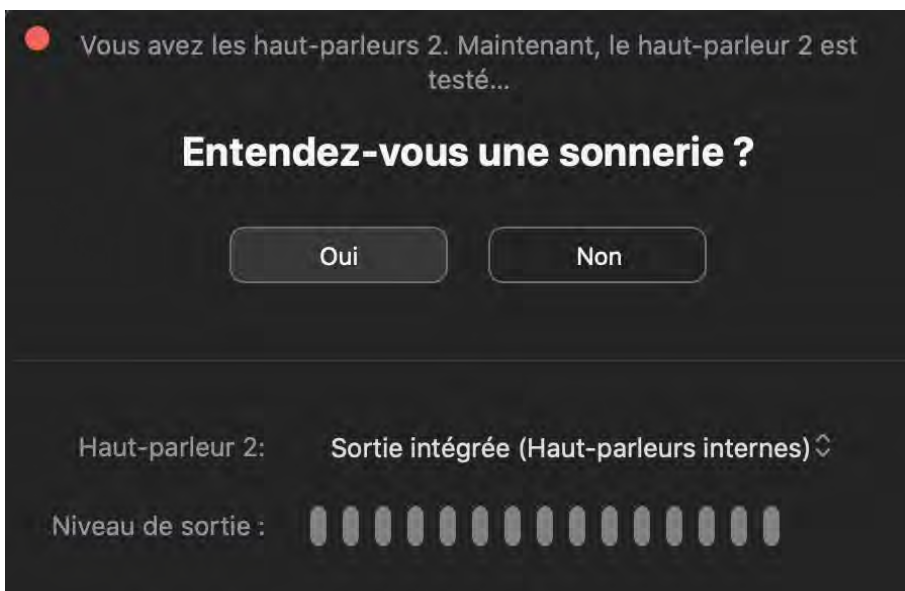 Vous avez les haut-parleurs 2. Maintenant, le haut-parleur 2 est
testé...
Entendez-vous une sonnerie ?
Oui
Non
Haut-parleur 2:
Sortie intégrée (Haut-parleurs internes)
Niveau de sortie :